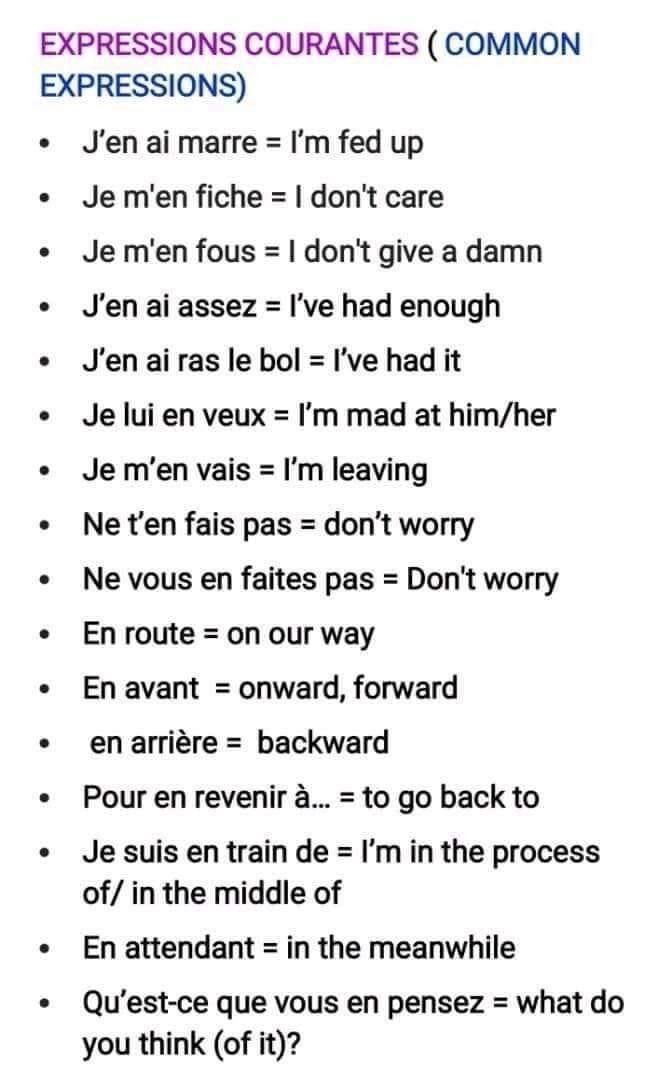 EXPRESSIONS COURANTES ( COMMON
EXPRESSIONS)
• J’en ai marre = I’m fed up
• Je m'en fiche = I don't care
• Je m'en fous = I don't give a damn
• J’en ai assez = I’ve had enough
• J’en ai ras le bol = I’ve had it
• Je lui en veux = I’m mad at him/her
• Je m’en vais = I’m leaving
• Ne t’en fais pas = don’t worry
• Ne vous en faites pas = Don't worry
• En route = on our way
• En avant = onward, forward
• en arrière = backward
• Pour en revenir à... = to go back to
• Je suis en train de = I’m in the process
of/ in the middle of
• En attendant = in the meanwhile
• Qu’est-ce que vous en pensez = what do
you think (of it)?